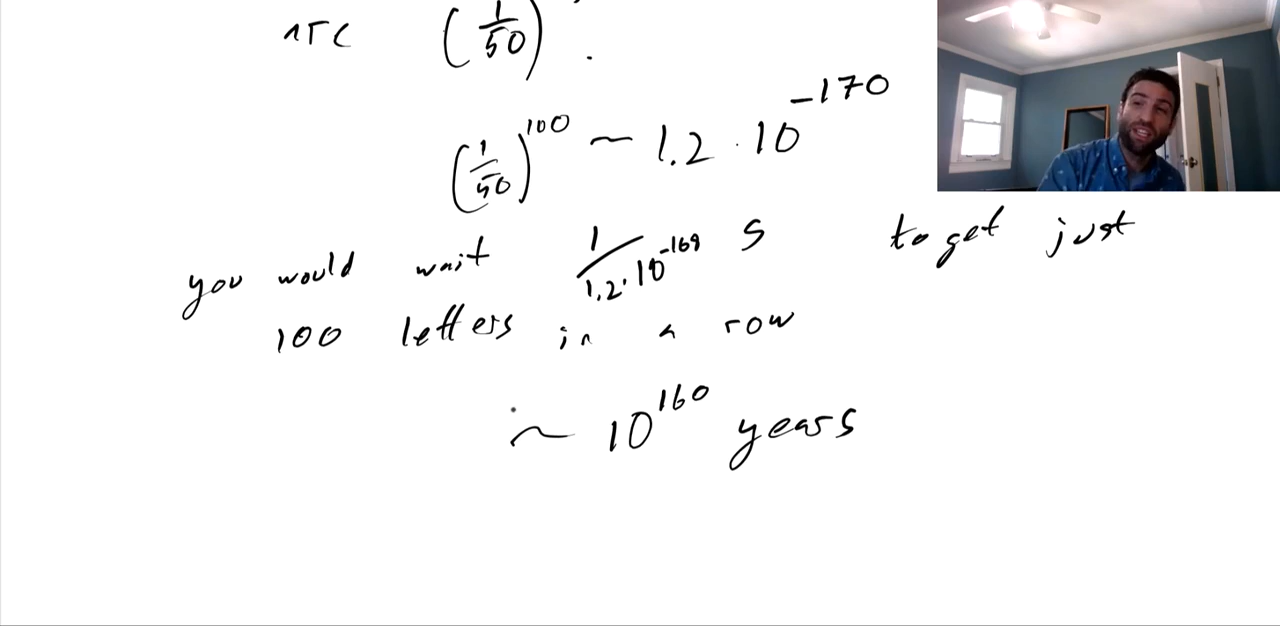 are (1/50) .
(1/50)^100 ~ 1.2 · 10^-170
you would wait 1/1.2·10^-169 s to get just
100 letters in a row
~ 10^160 years